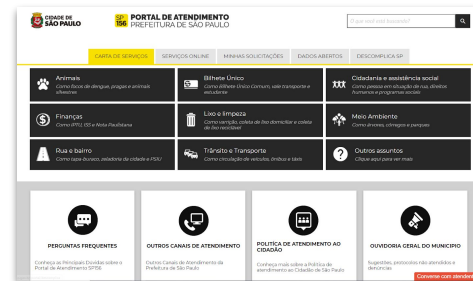 CIDADE DE
SÃO PAULO
SP
156
PORTAL DE ATENDIMENTO
PREFEITURA DE SÃO PAULO
O que você está buscando?
CARTA DE SERVIÇOS
SERVIÇOS ONLINE
MINHAS SOLICITAÇÕES
DADOS ABERTOS
DESCOMPLICA SP
Animais
Como focos de dengue, pragas e animais
silvestres
Bilhete Único
Como Bilhete Único Comum, vale transporte e
estudante
Cidadania e assistência social
Como pessoa em situação de rua, direitos
humanos e programas sociais
Finanças
Como IPTU, ISS e Nota Paulistana
Lixo e limpeza
Como varrição, coleta de lixo domiciliar e coleta
de lixo reciclável
Meio Ambiente
Como árvores, córregos e parques
Rua e bairro
Como tapa-buraco, zeladoria da cidade e PSIU
Trânsito e Transporte
Como circulação de veículos, ônibus e táxis
Outros assuntos
Clique aqui para ver mais
PERGUNTAS FREQUENTES
Conheça as Principais Dúvidas sobre o
Portal de Atendimento SP156
OUTROS CANAIS DE ATENDIMENTO
Outros Canais de Atendimento da
Prefeitura de São Paulo
POLÍTICA DE ATENDIMENTO AO
CIDADÃO
Conheça mais sobre a Política de
atendimento ao Cidadão de São Paulo
OUVIDORIA GERAL DO MUNICIPIO
Sugestões, protocolos não atendidos e
denúncias
Converse com atendente